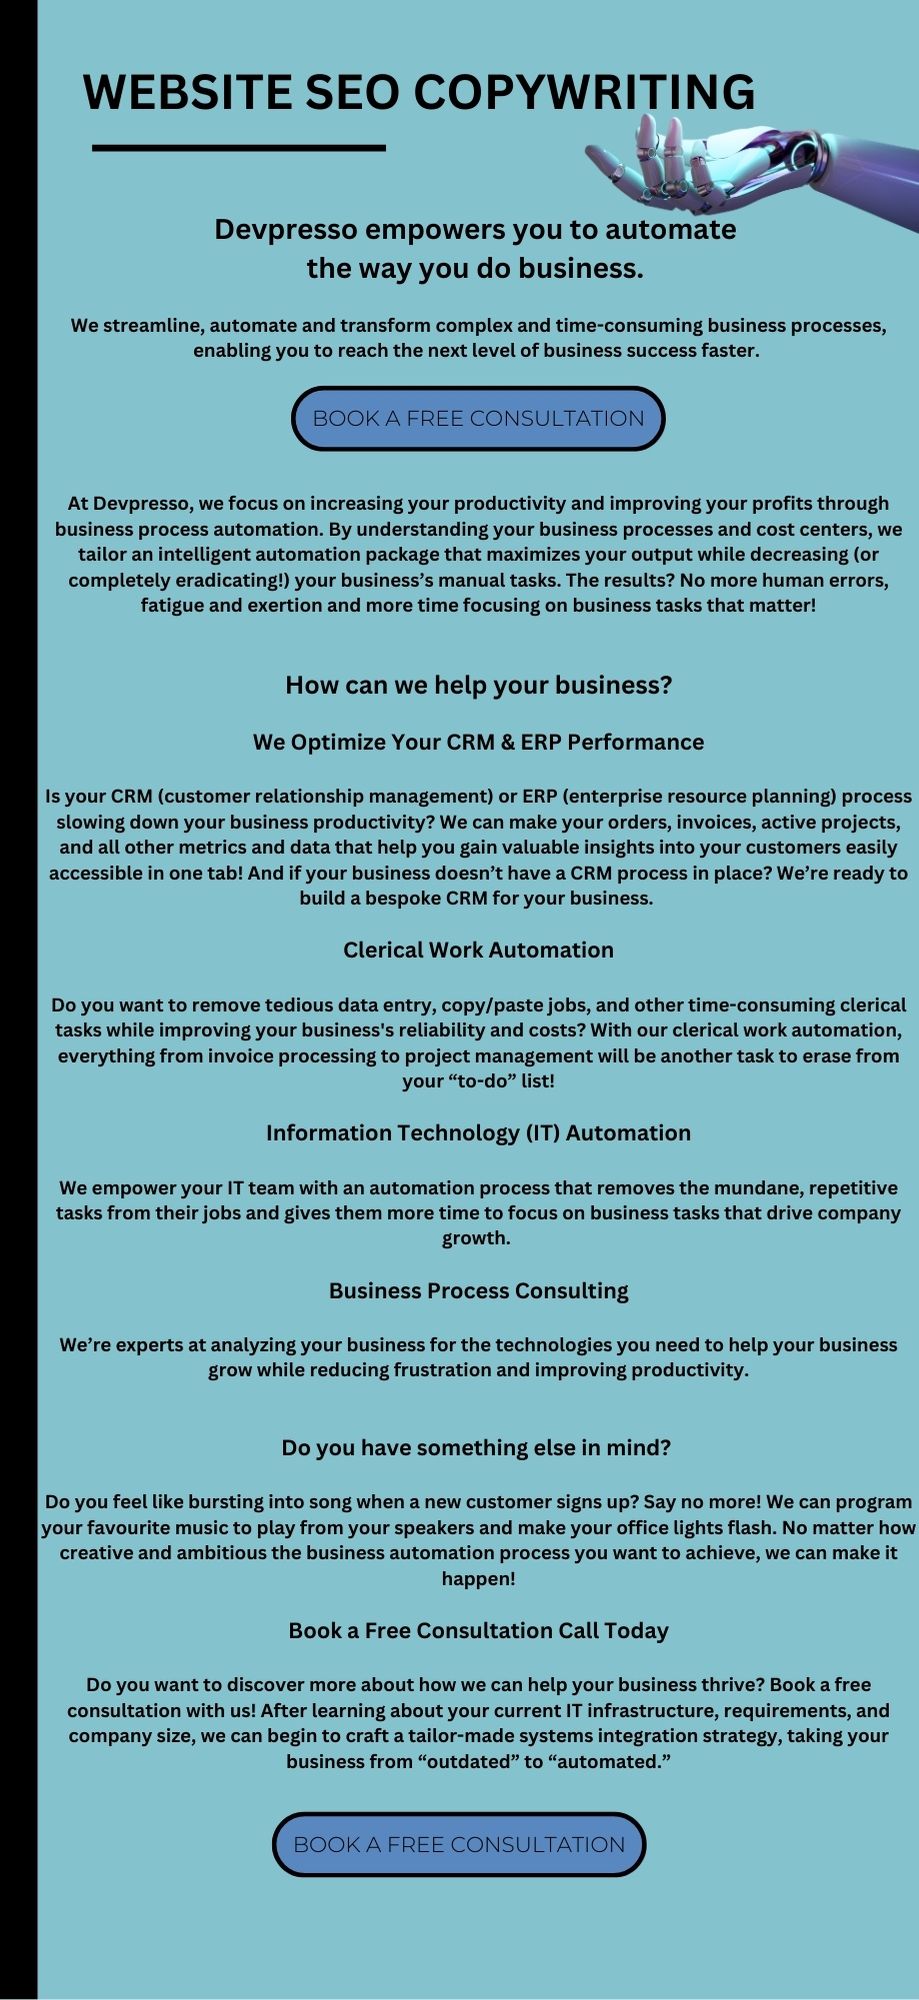 WEBSITE SEO COPYWRITING
Devpresso empowers you to automate
the way you do business.
We streamline, automate and transform complex and time-consuming business processes,
enabling you to reach the next level of business success faster.
BOOK A FREE CONSULTATION
At Devpresso, we focus on increasing your productivity and improving your profits through
business process automation. By understanding your business processes and cost centers, we
tailor an intelligent automation package that maximizes your output while decreasing (or
completely eradicating!) your business’s manual tasks. The results? No more human errors,
fatigue and exertion and more time focusing on business tasks that matter!
How can we help your business?
We Optimize Your CRM & ERP Performance
Is your CRM (customer relationship management) or ERP (enterprise resource planning) process
slowing down your business productivity? We can make your orders, invoices, active projects,
and all other metrics and data that help you gain valuable insights into your customers easily
accessible in one tab! And if your business doesn’t have a CRM process in place? We’re ready to
build a bespoke CRM for your business.
Clerical Work Automation
Do you want to remove tedious data entry, copy/paste jobs, and other time-consuming clerical
tasks while improving your business's reliability and costs? With our clerical work automation,
everything from invoice processing to project management will be another task to erase from
your “to-do” list!
Information Technology (IT) Automation
We empower your IT team with an automation process that removes the mundane, repetitive
tasks from their jobs and gives them more time to focus on business tasks that drive company
growth.
Business Process Consulting
We’re experts at analyzing your business for the technologies you need to help your business
grow while reducing frustration and improving productivity.
Do you have something else in mind?
Do you feel like bursting into song when a new customer signs up? Say no more! We can program
your favourite music to play from your speakers and make your office lights flash. No matter how
creative and ambitious the business automation process you want to achieve, we can make it
happen!
Book a Free Consultation Call Today
Do you want to discover more about how we can help your business thrive? Book a free
consultation with us! After learning about your current IT infrastructure, requirements, and
company size, we can begin to craft a tailor-made systems integration strategy, taking your
business from “outdated” to “automated.”
BOOK A FREE CONSULTATION